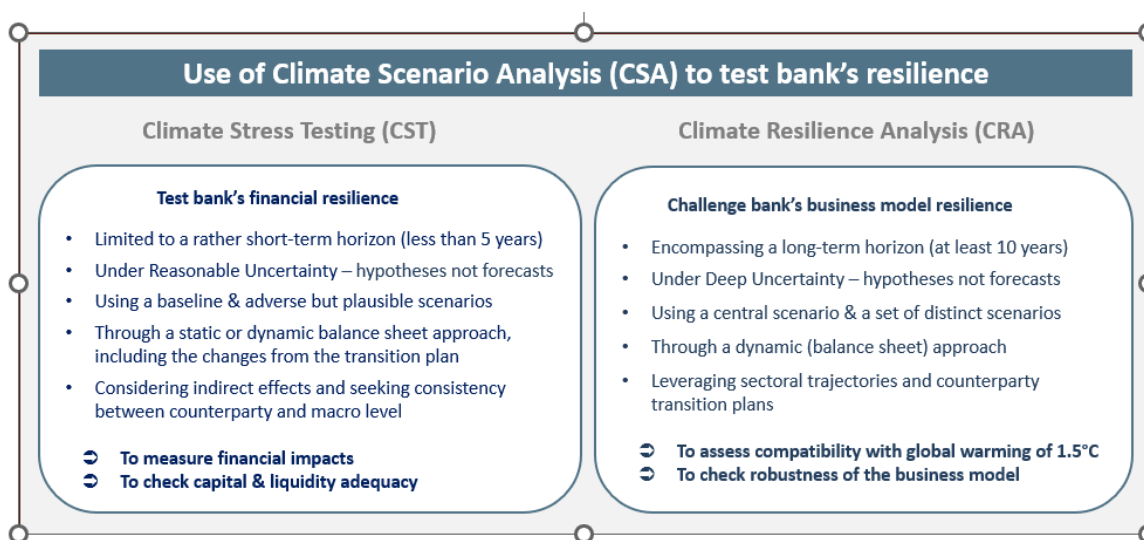 Use of Climate Scenario Analysis (CSA) to test bank's resilience
Climate Stress Testing (CST)
Test bank's financial resilience
• Limited to a rather short-term horizon (less than 5 years)
• Under Reasonable Uncertainty – hypotheses not forecasts
• Using a baseline & adverse but plausible scenarios
• Through a static or dynamic balance sheet approach,
including the changes from the transition plan
• Considering indirect effects and seeking consistency
between counterparty and macro level
➲ To measure financial impacts
➲ To check capital & liquidity adequacy
Climate Resilience Analysis (CRA)
Challenge bank's business model resilience
• Encompassing a long-term horizon (at least 10 years)
• Under Deep Uncertainty – hypotheses not forecasts
• Using a central scenario & a set of distinct scenarios
• Through a dynamic (balance sheet) approach
• Leveraging sectoral trajectories and counterparty
transition plans
➲ To assess compatibility with global warming of 1.5°C
➲ To check robustness of the business model